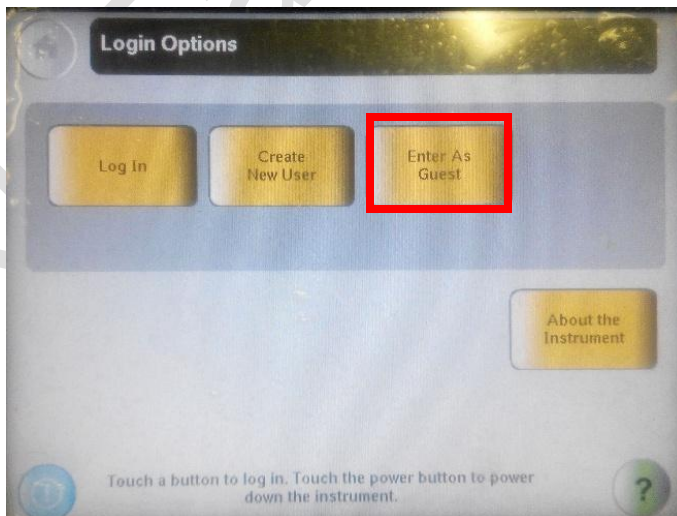 Login Options
Log In
Create
New User
Enter As
Guest
About the
Instrument
Touch a button to log in. Touch the power button to power
down the instrument.
?